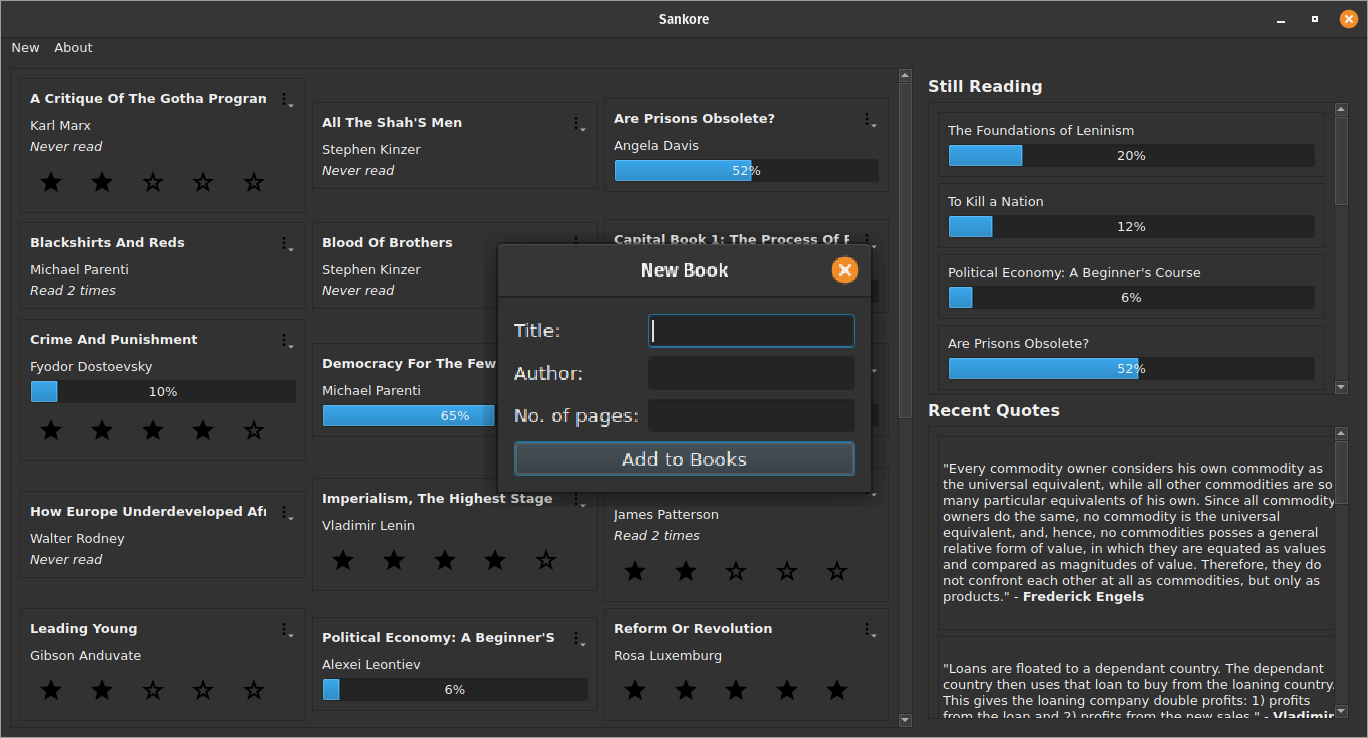 Sankore
New About
A Critique Of The Gotha Program
Karl Marx
Never read
All The Shah'S Men
Stephen Kinzer
Never read
Are Prisons Obsolete?
Angela Davis
52%
Blackshirts And Reds
Michael Parenti
Read 2 times
Blood Of Brothers
Stephen Kinzer
Never read
Capital Book 1: The Process Of
Crime And Punishment
Fyodor Dostoevsky
10%
Democracy For The Few
Michael Parenti
65%
How Europe Underdeveloped Afr
Walter Rodney
Never read
Imperialism, The Highest Stage
Vladimir Lenin
James Patterson
Read 2 times
Leading Young
Gibson Anduvate
Political Economy: A Beginner'S
Alexei Leontiev
6%
Reform Or Revolution
Rosa Luxemburg
New Book
Title:
Author:
No. of pages:
Add to Books
Still Reading
The Foundations of Leninism
20%
To Kill a Nation
12%
Political Economy: A Beginner's Course
6%
Are Prisons Obsolete?
52%
Recent Quotes
"Every commodity owner considers his own commodity as
the universal equivalent, while all other commodities are so
many particular equivalents of his own. Since all commodity
owners do the same, no commodity is the universal
equivalent, and, hence, no commodities posses a general
relative form of value, in which they are equated as values
and compared as magnitudes of value. Therefore, they do
not confront each other at all as commodities, but only as
products." - Frederick Engels
"Loans are floated to a dependant country. The dependant
country then uses that loan to buy from the loaning country.
This gives the loaning company double profits: 1) profits
from the loan and 2) profits from the new sales." - Vladimir